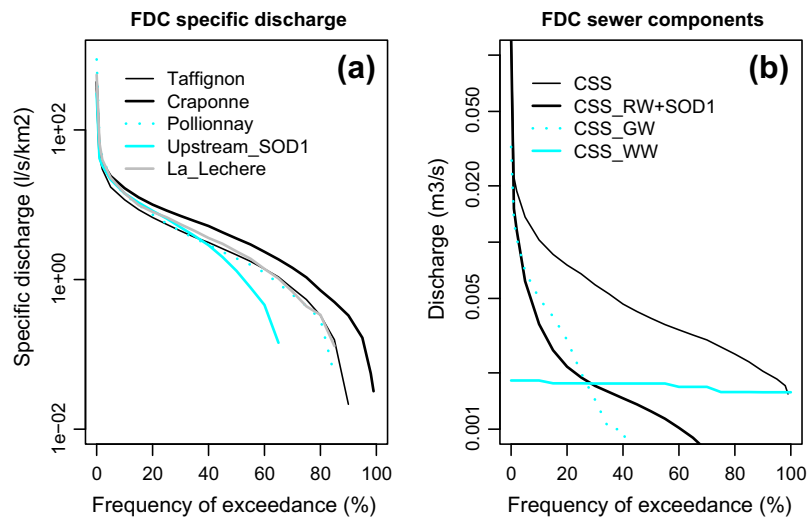 FDC specific discharge
(a)
Taffignon
Craponne
Pollionnay
Upstream_SOD1
La_Lechere
Specific discharge (l/s/km2)
1e+02
1e+00
1e-02
0 20 40 60 80 100
Frequency of exceedance (%)
FDC sewer components
(b)
CSS
CSS_RW+SOD1
CSS_GW
CSS_WW
Discharge (m3/s)
0.050
0.020
0.005
0.001
0 20 40 60 80 100
Frequency of exceedance (%)